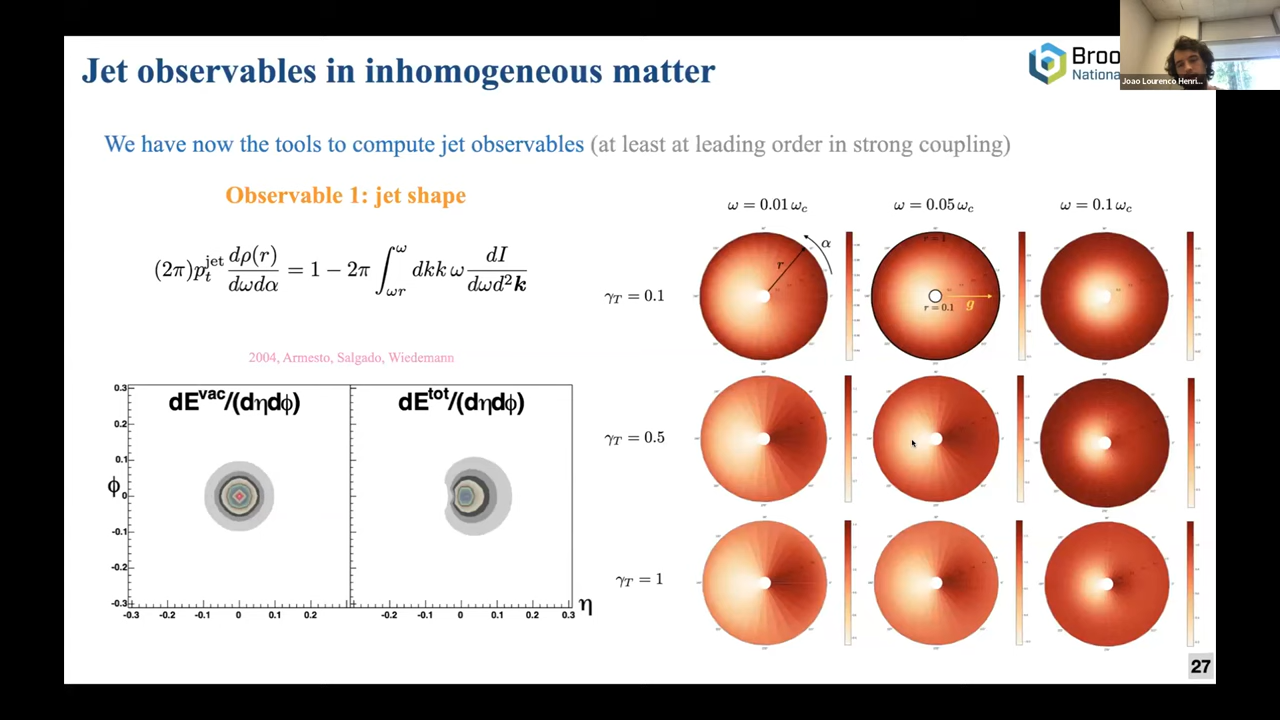 Jet observables in inhomogeneous matter
Broo
National
Joao Lourenco Henri...
We have now the tools to compute jet observables (at least at leading order in strong coupling)
Observable 1: jet shape
(2π)p_t^jet dρ(r)/dωdα = 1 − 2π ∫_{ωr}^{ω} dkk ω dI/dωd²k
2004, Armesto, Salgado, Wiedemann
dE^vac/(dηdϕ)
dE^tot/(dηdϕ)
ϕ
0.3
0.2
0.1
0
-0.1
-0.2
-0.3
-0.3 -0.2 -0.1 0 0.1 0.2 -0.2 -0.1 0 0.1 0.2 0.3
η
ω = 0.01 ω_c
ω = 0.05 ω_c
ω = 0.1 ω_c
γ_T = 0.1
r
α
r = 1
r = 0.1
g
γ_T = 0.5
γ_T = 1
27